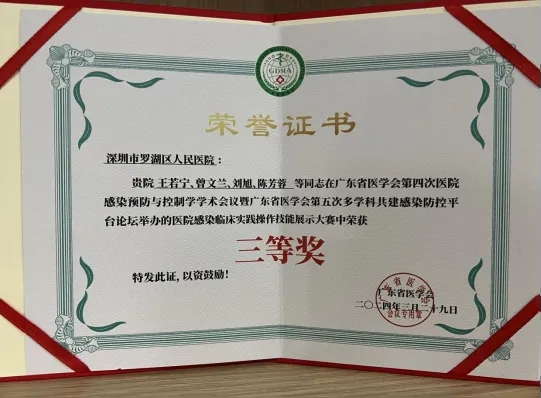 GDMA
荣誉证书
深圳市罗湖区人民医院：
贵院 王若宁、曾文兰、刘旭、陈芳蓉 等同志在广东省医学会第四次医院
感染预防与控制学学术会议暨广东省医学会第五次多学科共建感染防控平
台论坛举办的医院感染临床实践操作技能展示大赛中荣获
三等奖
特发此证，以资鼓励！
广东省医学会
二〇二四年三月二十九日
会议专用章